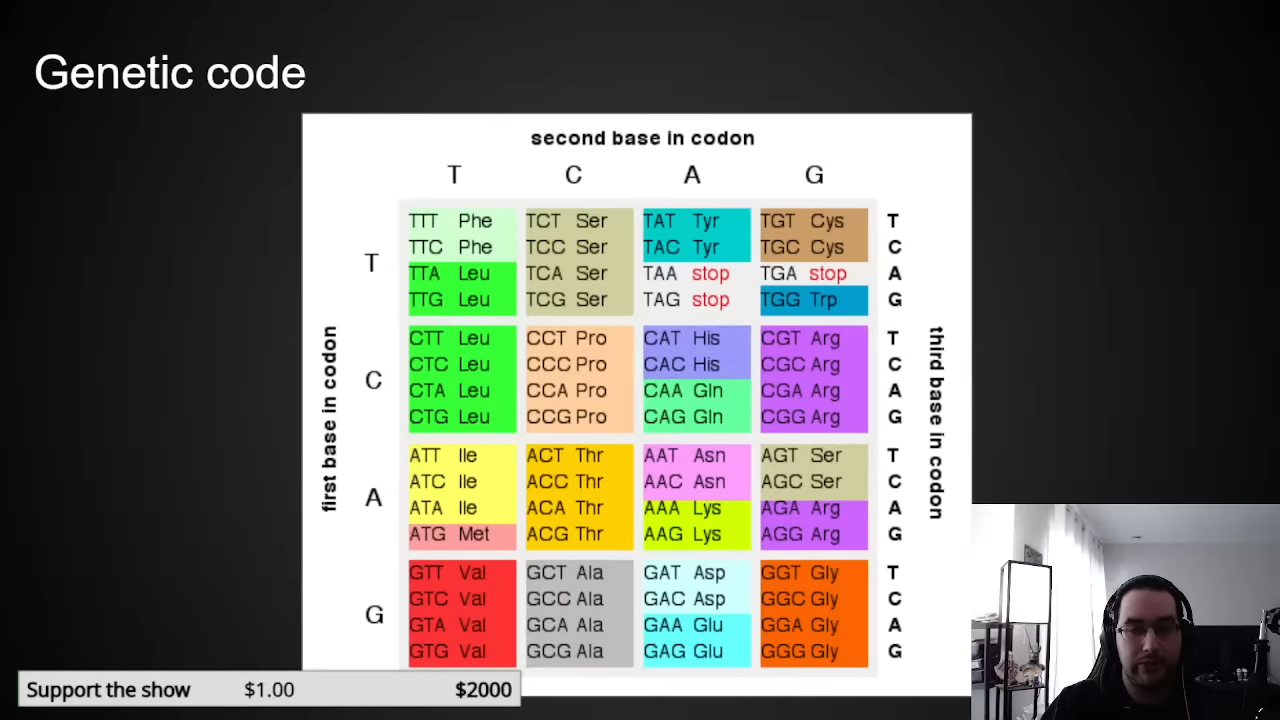 Genetic code
second base in codon
T C A G
TTT Phe TCT Ser TAT Tyr TGT Cys T
TTC Phe TCC Ser TAC Tyr TGC Cys C
T
TTA Leu TCA Ser TAA stop TGA stop A
TTG Leu TCG Ser TAG stop TGG Trp G
CTT Leu CCT Pro CAT His CGT Arg T
CTC Leu CCC Pro CAC His CGC Arg C
C
CTA Leu CCA Pro CAA Gln CGA Arg A
CTG Leu CCG Pro CAG Gln CGG Arg G
first base in codon
third base in codon
ATT Ile ACT Thr AAT Asn AGT Ser T
ATC Ile ACC Thr AAC Asn AGC Ser C
A
ATA Ile ACA Thr AAA Lys AGA Arg A
ATG Met ACG Thr AAG Lys AGG Arg G
GTT Val GCT Ala GAT Asp GGT Gly T
GTC Val GCC Ala GAC Asp GGC Gly C
G
GTA Val GCA Ala GAA Glu GGA Gly A
GTG Val GCG Ala GAG Glu GGG Gly G
Support the show $1.00 $2000